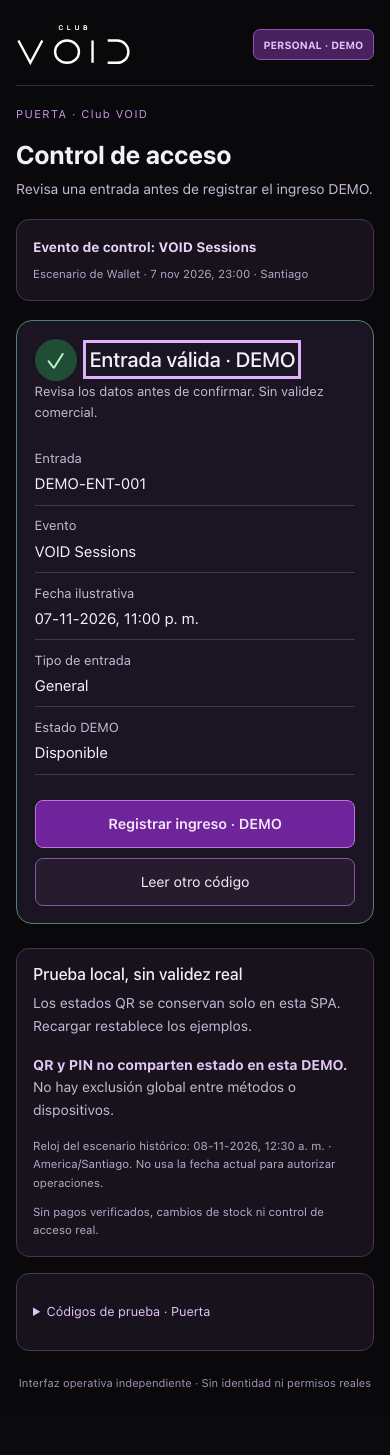 CLUB
VOID
PERSONAL · DEMO
PUERTA · Club VOID
Control de acceso
Revisa una entrada antes de registrar el ingreso DEMO.
Evento de control: VOID Sessions
Escenario de Wallet · 7 nov 2026, 23:00 · Santiago
Entrada válida · DEMO
Revisa los datos antes de confirmar. Sin validez
comercial.
Entrada
DEMO-ENT-001
Evento
VOID Sessions
Fecha ilustrativa
07-11-2026, 11:00 p. m.
Tipo de entrada
General
Estado DEMO
Disponible
Registrar ingreso · DEMO
Leer otro código
Prueba local, sin validez real
Los estados QR se conservan solo en esta SPA.
Recargar restablece los ejemplos.
QR y PIN no comparten estado en esta DEMO.
No hay exclusión global entre métodos o
dispositivos.
Reloj del escenario histórico: 08-11-2026, 12:30 a. m. ·
America/Santiago. No usa la fecha actual para autorizar
operaciones.
Sin pagos verificados, cambios de stock ni control de
acceso real.
Códigos de prueba · Puerta
Interfaz operativa independiente · Sin identidad ni permisos reales